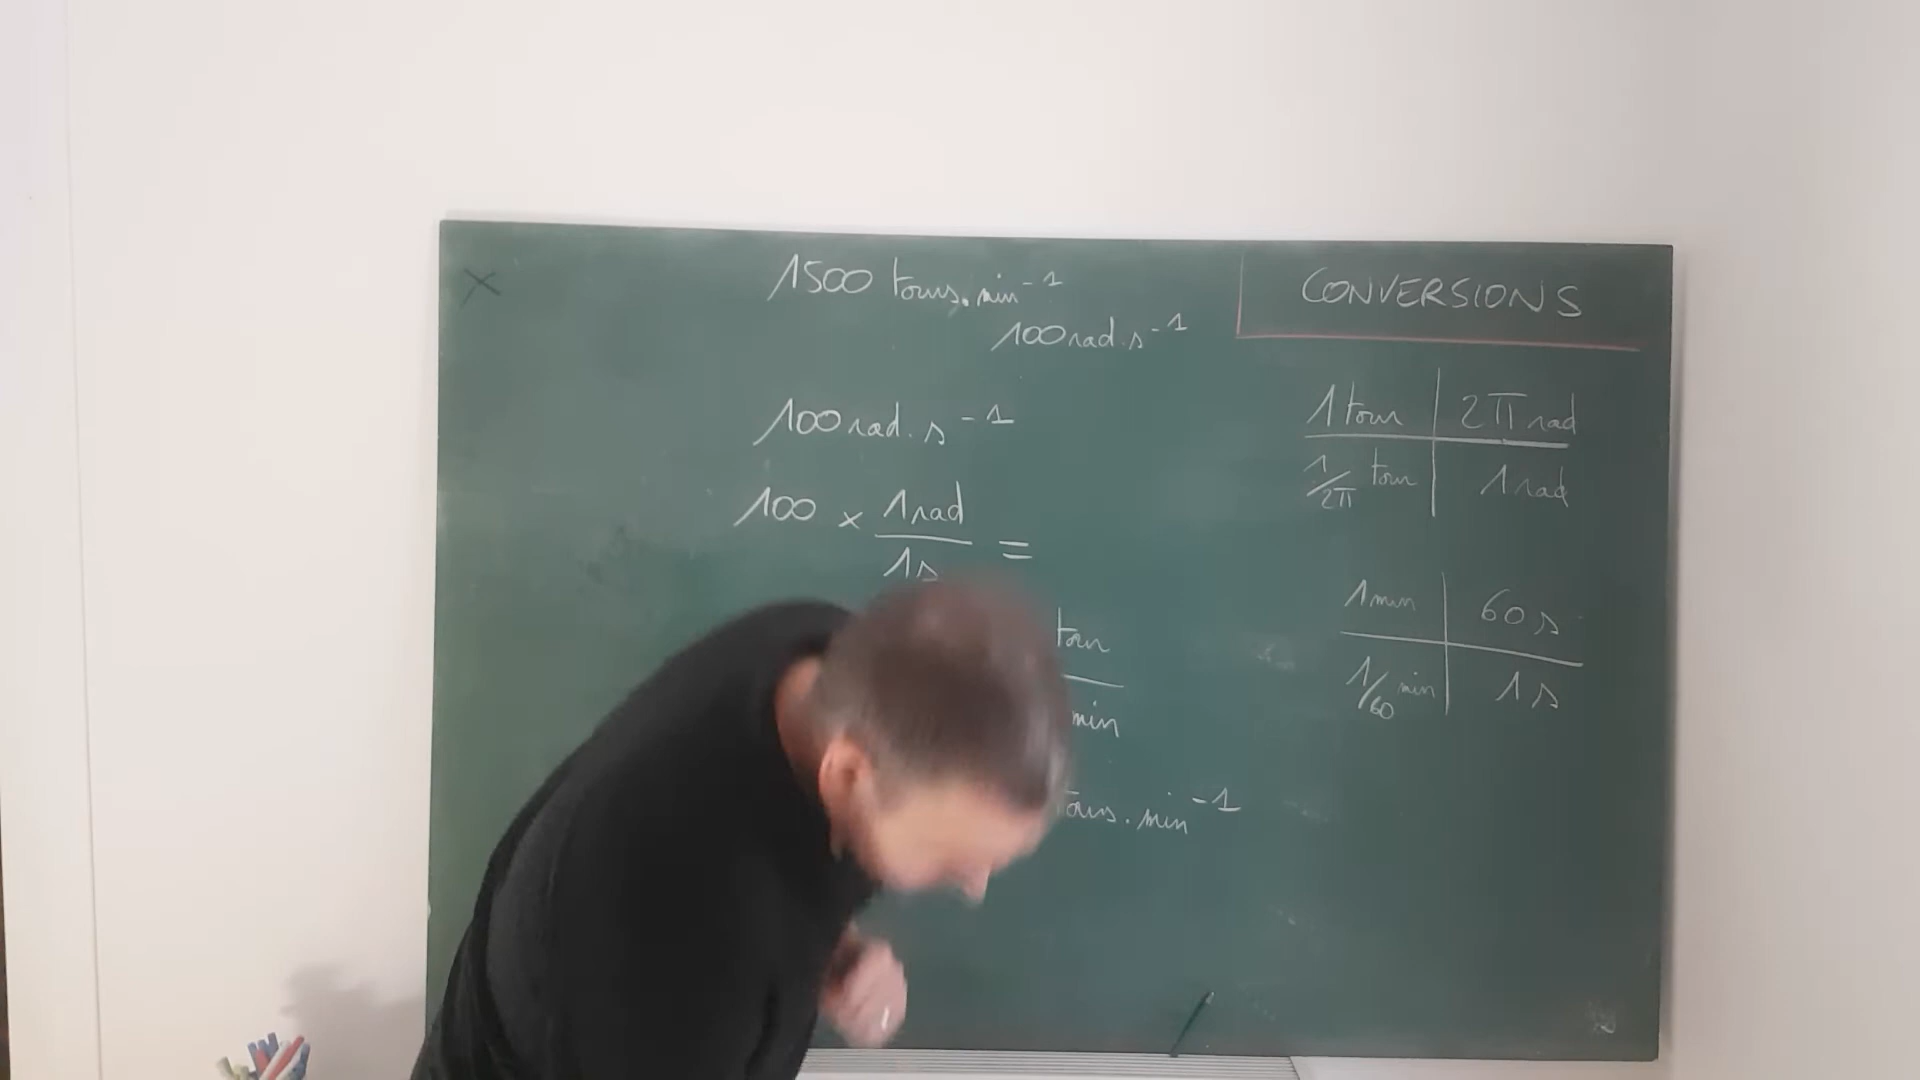 1500 tours.min⁻¹
100 rad.s⁻¹
CONVERSIONS
100 rad.s⁻¹
100 × 1 rad / 1 s =
tour
min
tours.min⁻¹
1 tour | 2π rad
1/2π tour | 1 rad
1 min | 60 s
1/60 min | 1 s